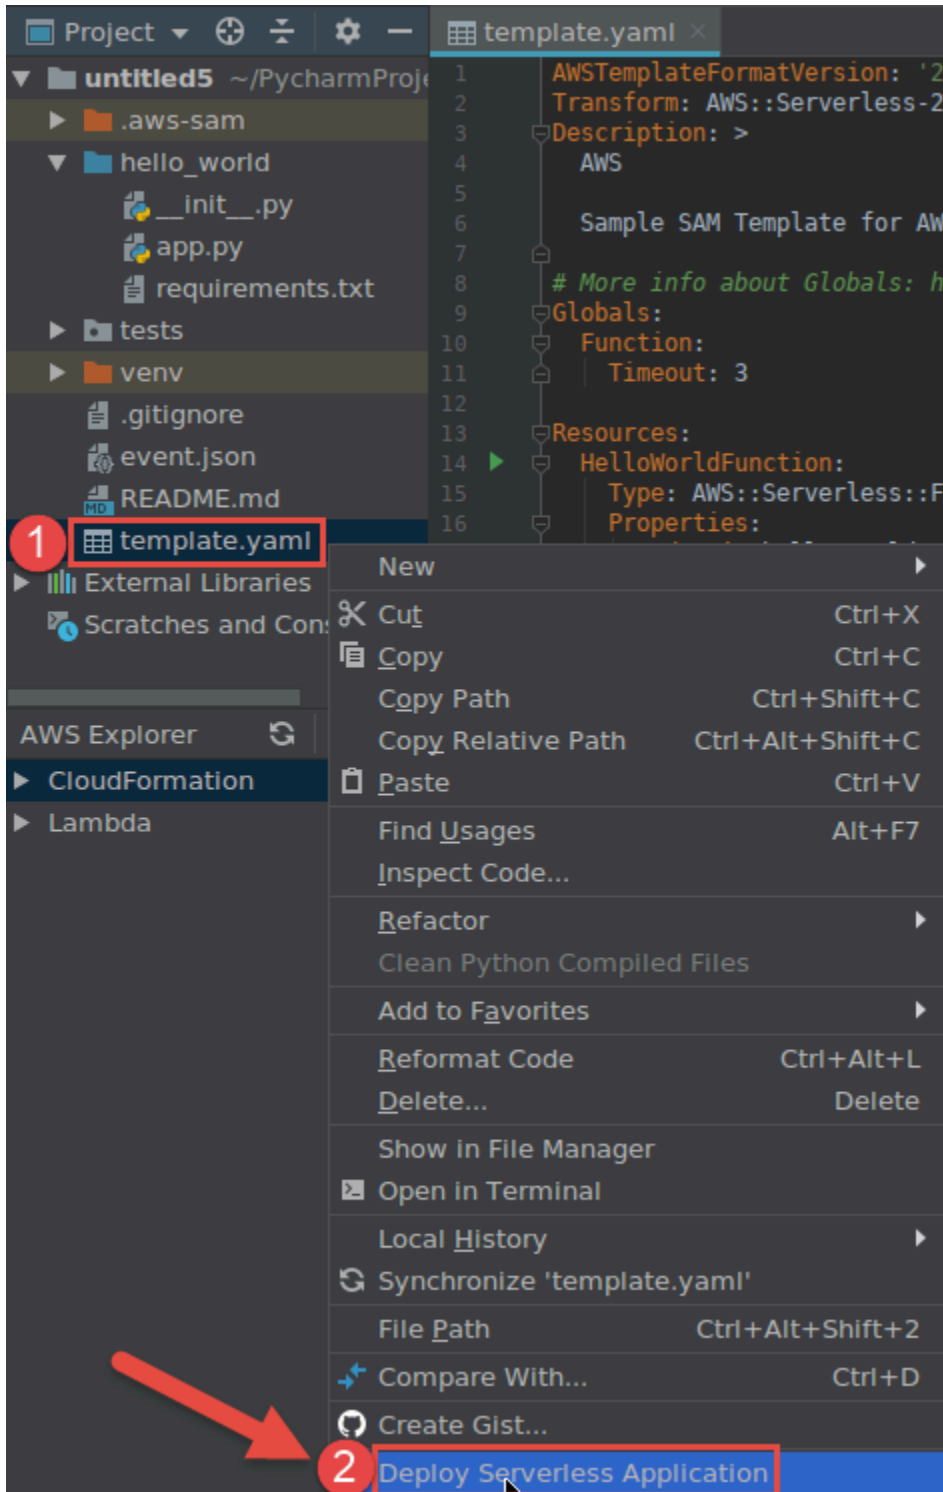 Project
untitled5 ~/PycharmProje
.aws-sam
hello_world
__init__.py
app.py
requirements.txt
tests
venv
.gitignore
event.json
MD README.md
1 template.yaml
External Libraries
Scratches and Con
AWS Explorer
CloudFormation
Lambda
template.yaml
1 AWSTemplateFormatVersion: '2
2 Transform: AWS::Serverless-2
3 Description: >
4 AWS
5
6 Sample SAM Template for AW
7
8 # More info about Globals: h
9 Globals:
10 Function:
11 Timeout: 3
12
13 Resources:
14 HelloWorldFunction:
15 Type: AWS::Serverless::F
16 Properties:
New
Cut Ctrl+X
Copy Ctrl+C
Copy Path Ctrl+Shift+C
Copy Relative Path Ctrl+Alt+Shift+C
Paste Ctrl+V
Find Usages Alt+F7
Inspect Code...
Refactor
Clean Python Compiled Files
Add to Favorites
Reformat Code Ctrl+Alt+L
Delete... Delete
Show in File Manager
Open in Terminal
Local History
Synchronize 'template.yaml'
File Path Ctrl+Alt+Shift+2
Compare With... Ctrl+D
Create Gist...
2 Deploy Serverless Application